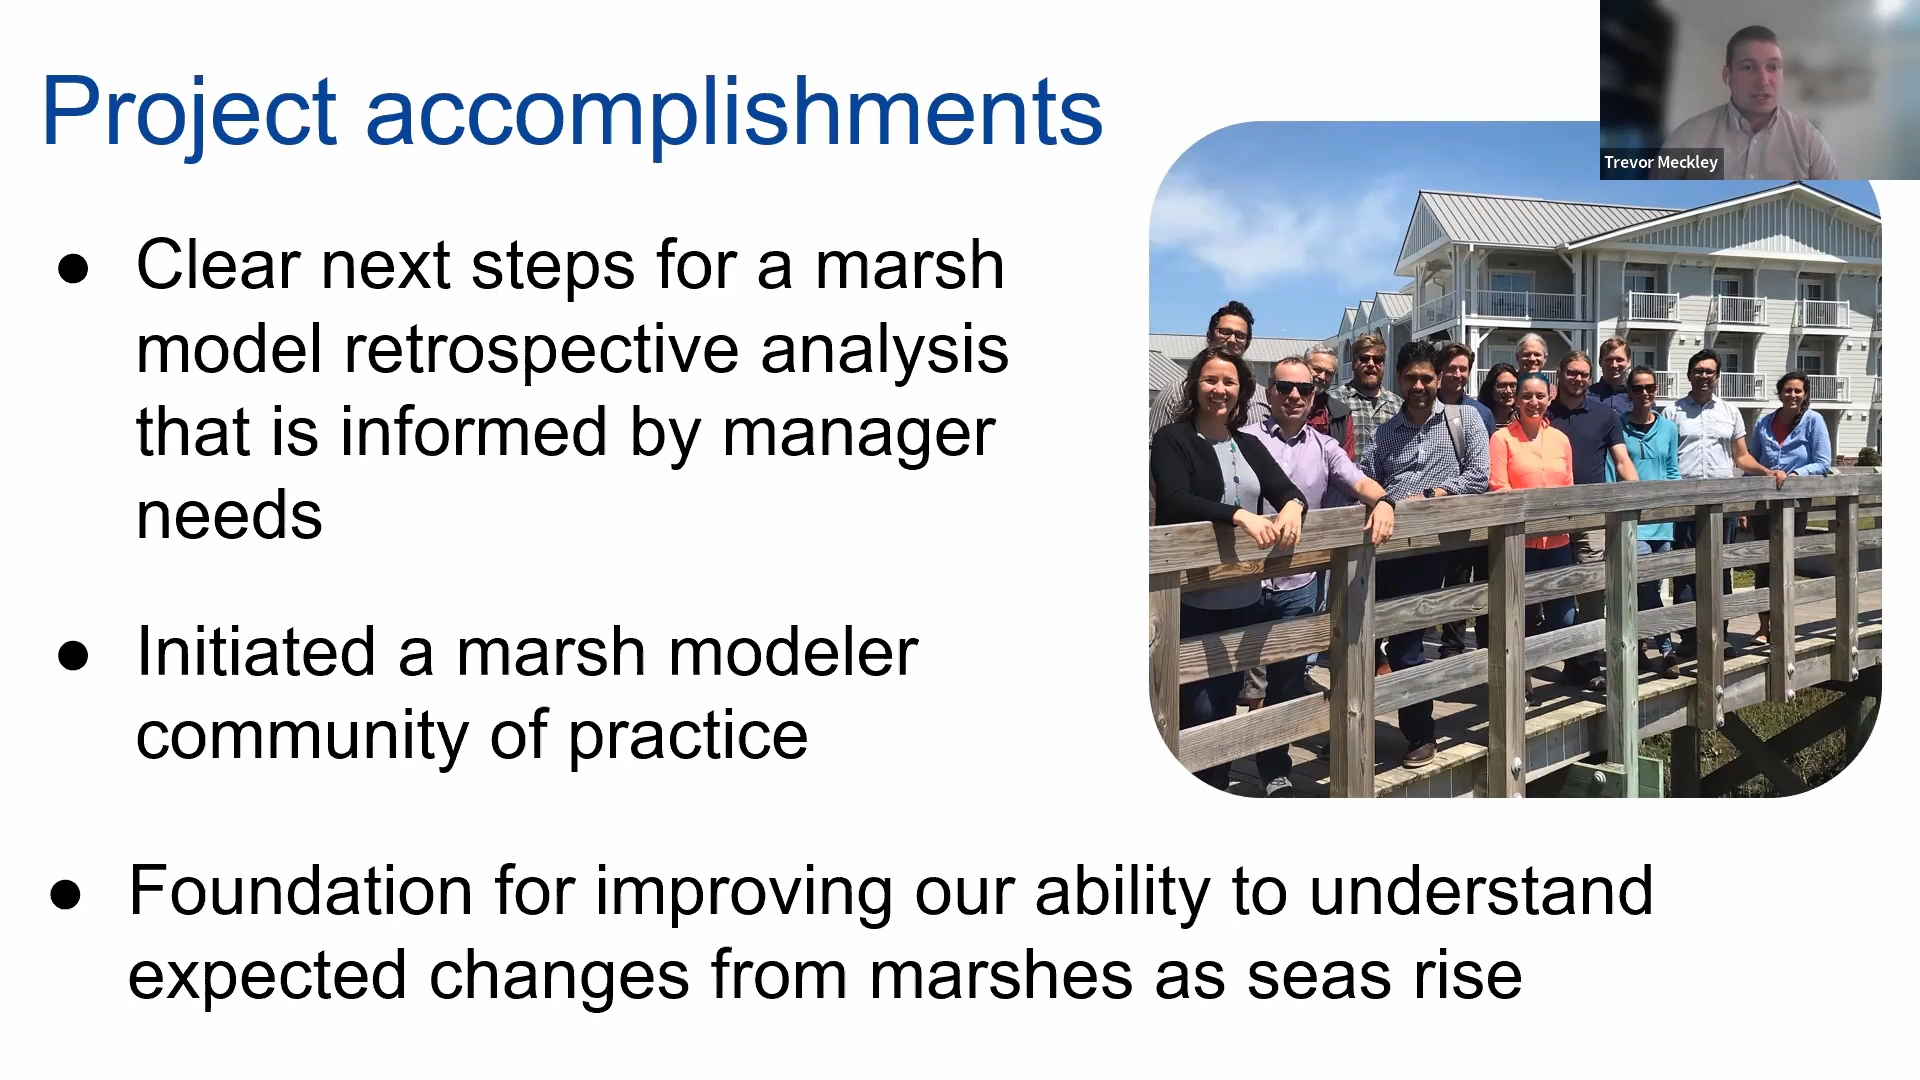 Project accomplishments
Trevor Meckley
● Clear next steps for a marsh
model retrospective analysis
that is informed by manager
needs
● Initiated a marsh modeler
community of practice
● Foundation for improving our ability to understand
expected changes from marshes as seas rise